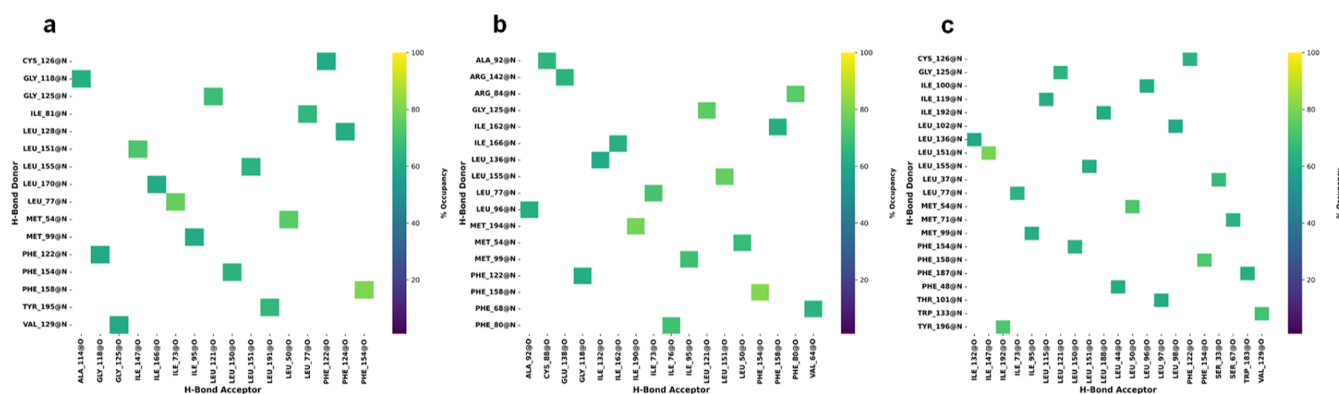 a
CYS_126@N
GLY_118@N
GLY_125@N
ILE_81@N
LEU_128@N
LEU_151@N
LEU_155@N
LEU_170@N
LEU_77@N
MET_54@N
MET_99@N
PHE_122@N
PHE_154@N
PHE_158@N
TYR_195@N
VAL_129@N
H-Bond Donor
ALA_114@O
GLY_118@O
GLY_125@O
ILE_147@O
ILE_166@O
ILE_73@O
ILE_95@O
LEU_121@O
LEU_150@O
LEU_151@O
LEU_191@O
LEU_50@O
LEU_77@O
PHE_122@O
PHE_124@O
PHE_154@O
H-Bond Acceptor
100
80
60
40
20
% Occupancy
b
ALA_92@N
ARG_142@N
ARG_84@N
GLY_125@N
ILE_162@N
ILE_166@N
LEU_136@N
LEU_155@N
LEU_77@N
LEU_96@N
MET_194@N
MET_54@N
MET_99@N
PHE_122@N
PHE_158@N
PHE_68@N
PHE_80@N
H-Bond Donor
ALA_92@O
CYS_88@O
GLU_138@O
GLY_118@O
ILE_132@O
ILE_162@O
ILE_190@O
ILE_73@O
ILE_76@O
ILE_95@O
LEU_121@O
LEU_151@O
LEU_50@O
PHE_154@O
PHE_158@O
PHE_80@O
VAL_64@O
H-Bond Acceptor
100
80
60
40
20
% Occupancy
c
CYS_126@N
GLY_125@N
ILE_100@N
ILE_119@N
ILE_192@N
LEU_102@N
LEU_136@N
LEU_151@N
LEU_155@N
LEU_37@N
LEU_77@N
MET_54@N
MET_71@N
MET_99@N
PHE_154@N
PHE_158@N
PHE_187@N
PHE_48@N
THR_101@N
TRP_133@N
TYR_196@N
H-Bond Donor
ILE_132@O
ILE_147@O
ILE_192@O
ILE_73@O
ILE_95@O
LEU_115@O
LEU_121@O
LEU_150@O
LEU_151@O
LEU_188@O
LEU_44@O
LEU_50@O
LEU_96@O
LEU_97@O
LEU_98@O
PHE_122@O
PHE_154@O
SER_33@O
SER_67@O
TRP_183@O
VAL_129@O
H-Bond Acceptor
100
80
60
40
20